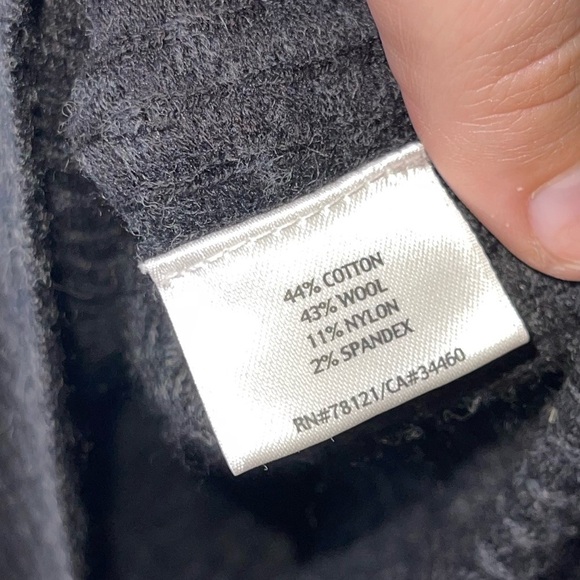 44% COTTON
43% WOOL
11% NYLON
2% SPANDEX
RN#78121/CA#34460